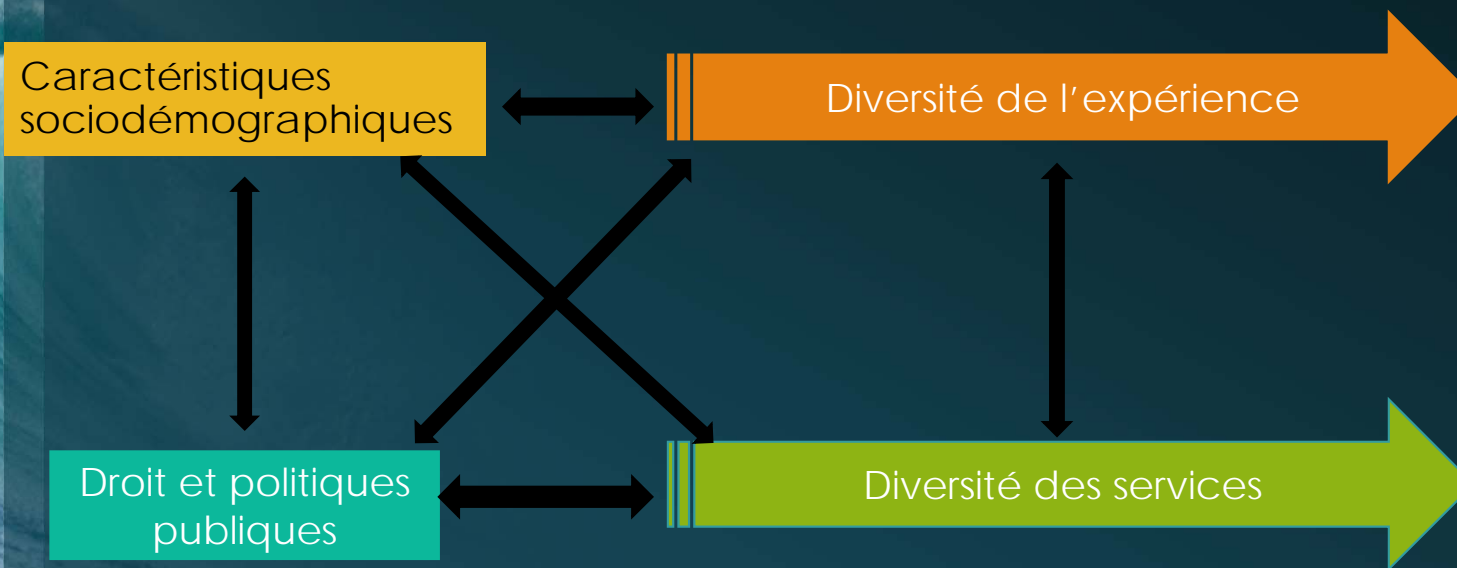 Caractéristiques
sociodémographiques
Diversité de l’expérience
Droit et politiques
publiques
Diversité des services